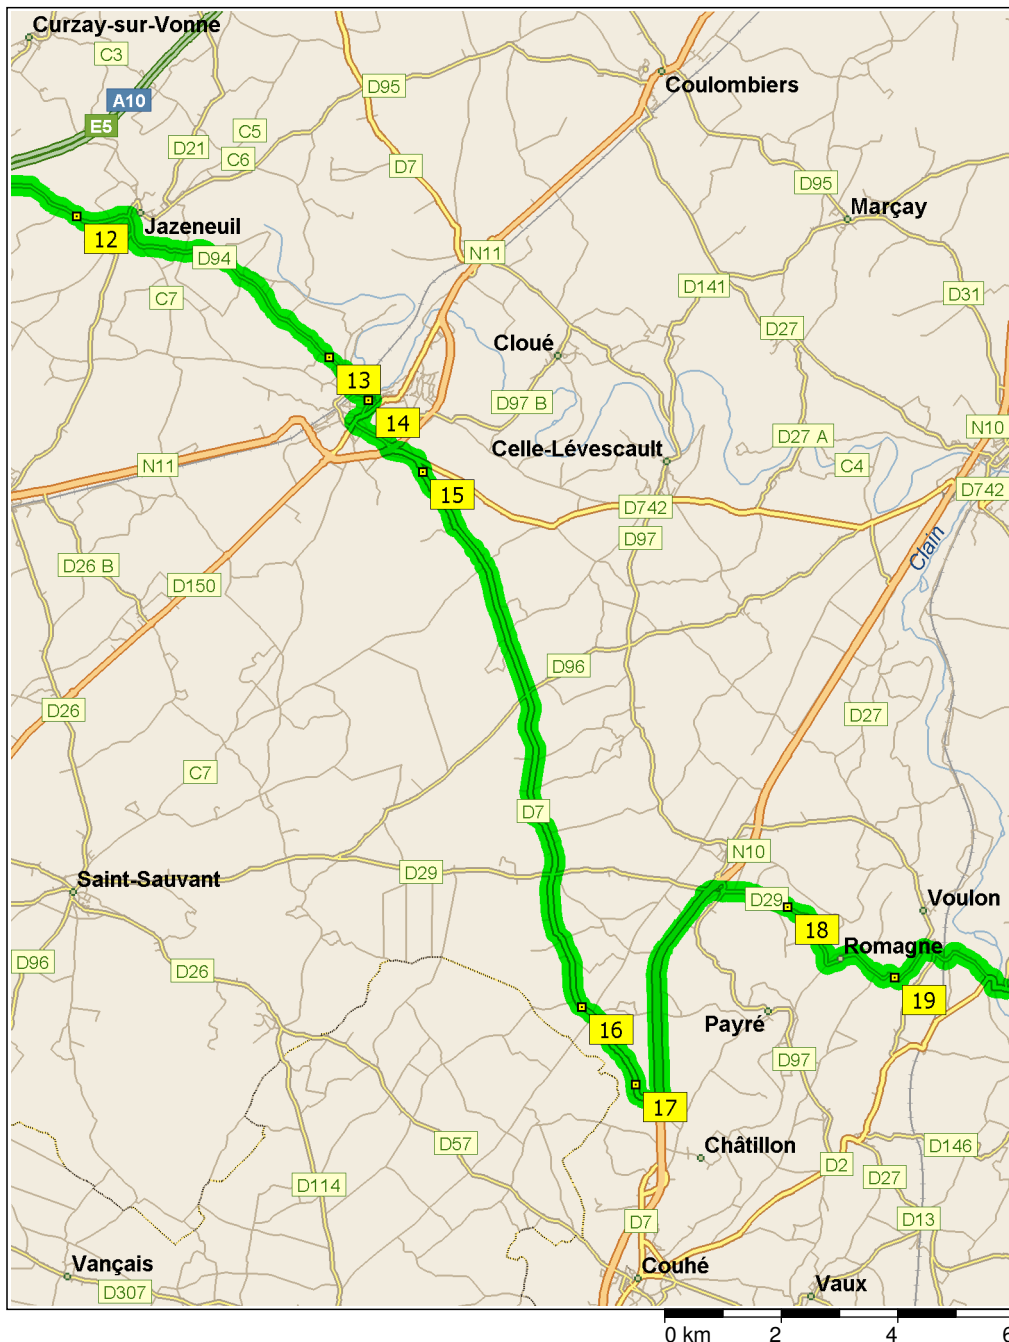 Curzay-sur-Vonne
C3
D95
Coulombiers
A10
E5
C5
D21
C6
D7
D95
Marçay
Jazeneuil
12
D94
N11
C7
D141
D31
D27
Cloué
13
D97 B
14
N10
D27 A
Celle-Lévescault
N11
C4
15
D742
D742
D97
Clain
D26 B
D150
D96
D26
D27
C7
D7
N10
D29
Saint-Sauvant
D29
Voulon
18
Romagne
D96
D26
19
16
Payré
D97
17
Châtillon
D57
D146
D2
D27
D114
D7
D13
Vançais
Couhé
D307
Vaux
0 km 2 4 6